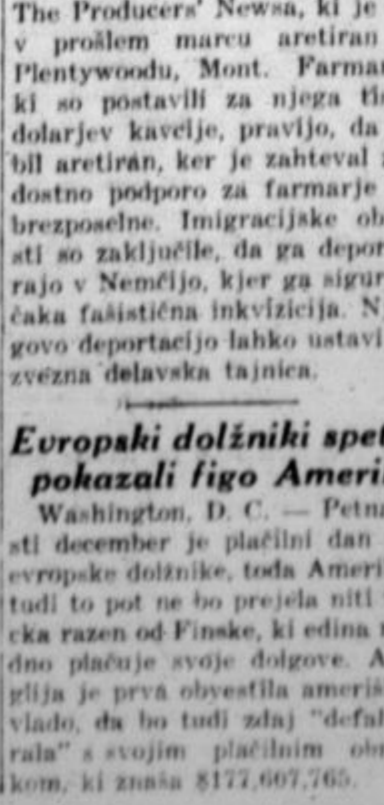 The Producers' Newsa, ki je
v prošlem marcu aretiran
Plentywoodu, Mont. Farmar
ki so postavili za njega tis
dolarjev kavcije, pravijo, da
bil aretiran, ker je zahteval
dostno podporo za farmarje
brezposelne. Imigracijske ob
sti so zaključile, da ga depor
rajo v Nemčijo, kjer ga sigur
čaka fašistična inkvizicija. N
govo deportacijo lahko ustavi
zvezna delavska tajnica.
Evropski dolžniki spet
pokazali figo Ameri
Washington, D. C. — Petna
sti december je plačilni dan
evropske dolžnike, toda Ameri
tudi to pot ne bo prejela niti
cka razen od Finske, ki edina
dno plačuje svoje dolgove. A
glija je prva obvestila ameriš
vlado, da bo tudi zdaj "defal
rala" s svojim plačilnim obr
kom, ki znaša $177,607,765.